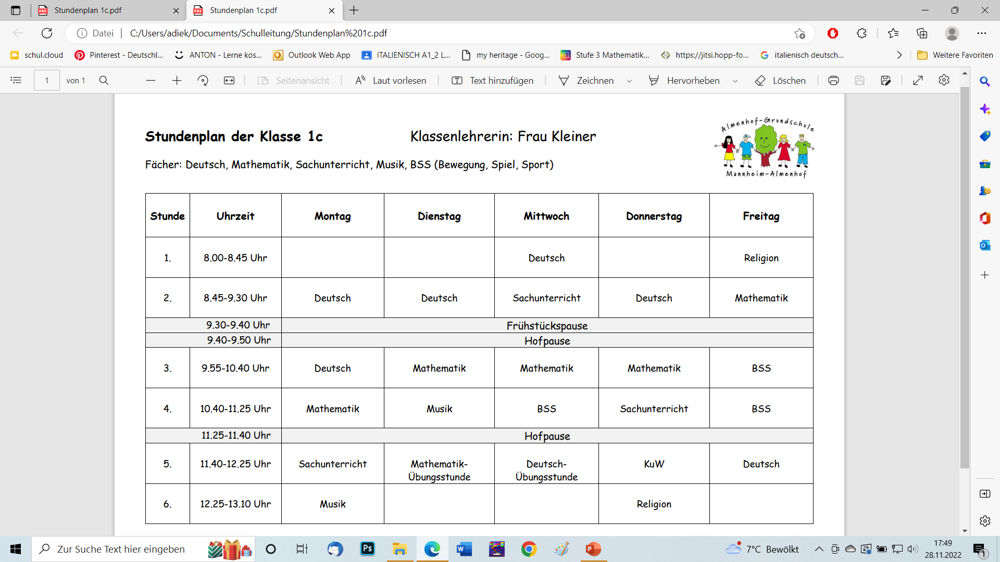 Stundenplan 1c.pdf
Stundenplan 1c.pdf
Datei
C:/Users/adiek/Documents/Schulleitung/Stundenplan%201c.pdf
schul.cloud
Pinterest - Deutschl...
ANTON - Lerne kos...
Outlook Web App
ITALIENISCH A1_2 L...
my heritage - Goog...
Stufe 3 Mathematik...
https://jitsi.hopp-fo...
italienisch deutsch...
Weitere Favoriten
1 von 1
Seitenansicht
Laut vorlesen
Text hinzufügen
Zeichnen
Hervorheben
Löschen
Stundenplan der Klasse 1c Klassenlehrerin: Frau Kleiner
Almenhof-Grundschule
Mannheim-Almenhof
Fächer: Deutsch, Mathematik, Sachunterricht, Musik, BSS (Bewegung, Spiel, Sport)
Stunde Uhrzeit Montag Dienstag Mittwoch Donnerstag Freitag
1. 8.00-8.45 Uhr Deutsch Religion
2. 8.45-9.30 Uhr Deutsch Deutsch Sachunterricht Deutsch Mathematik
9.30-9.40 Uhr Frühstückspause
9.40-9.50 Uhr Hofpause
3. 9.55-10.40 Uhr Deutsch Mathematik Mathematik Mathematik BSS
4. 10.40-11.25 Uhr Mathematik Musik BSS Sachunterricht BSS
11.25-11.40 Uhr Hofpause
5. 11.40-12.25 Uhr Sachunterricht Mathematik- Deutsch- KuW Deutsch
Übungsstunde Übungsstunde
6. 12.25-13.10 Uhr Musik Religion
Zur Suche Text hier eingeben
Ps
7°C Bewölkt
17:49
28.11.2022
1